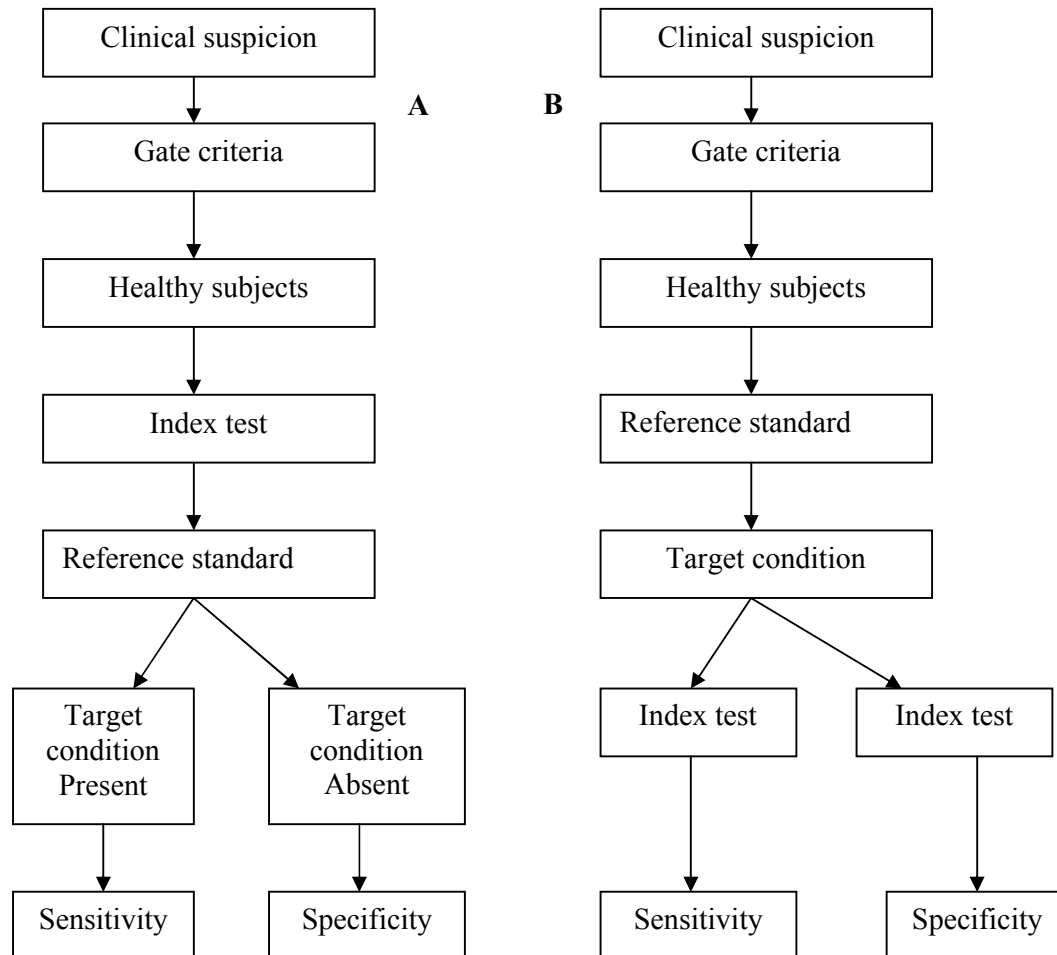 Clinical suspicion
A
Gate criteria
Healthy subjects
Index test
Reference standard
Target
condition
Present
Target
condition
Absent
Sensitivity
Specificity
Clinical suspicion
B
Gate criteria
Healthy subjects
Reference standard
Target condition
Index test
Index test
Sensitivity
Specificity